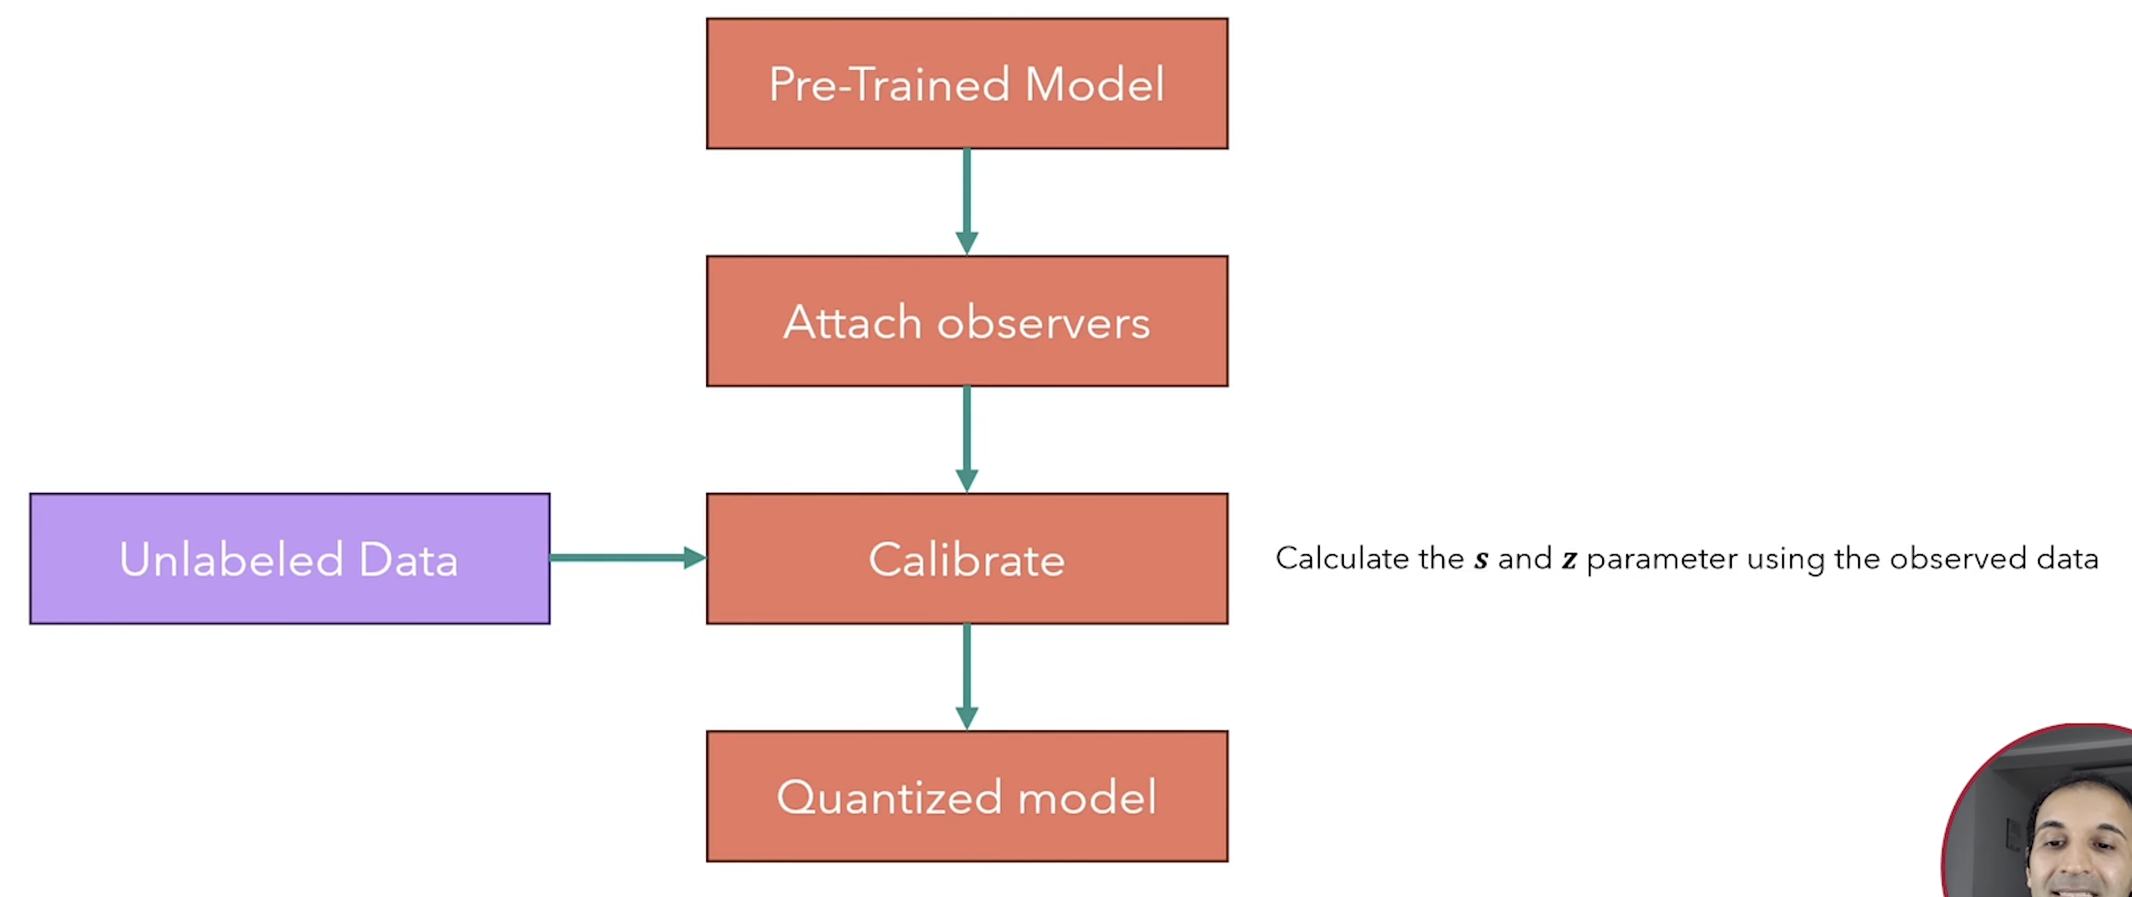 Pre-Trained Model
Attach observers
Unlabeled Data
Calibrate
Calculate the s and z parameter using the observed data
Quantized model